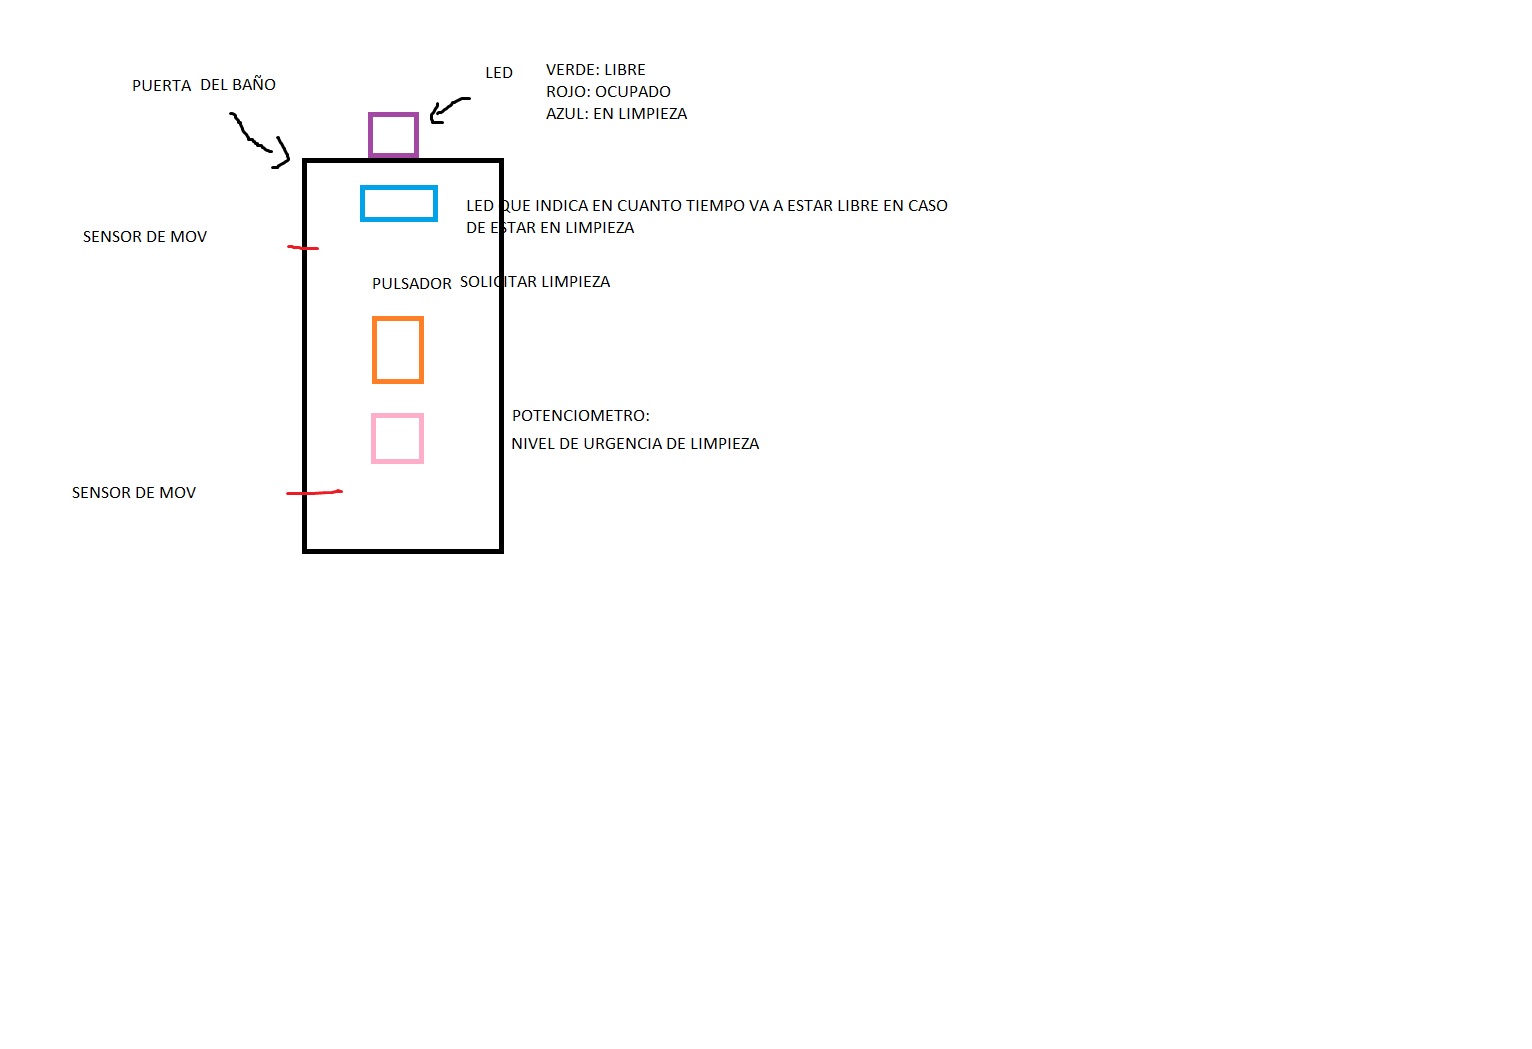 PUERTA DEL BAÑO
LED
VERDE: LIBRE
ROJO: OCUPADO
AZUL: EN LIMPIEZA
LED QUE INDICA EN CUANTO TIEMPO VA A ESTAR LIBRE EN CASO
DE ESTAR EN LIMPIEZA
SENSOR DE MOV
PULSADOR SOLICITAR LIMPIEZA
POTENCIOMETRO:
NIVEL DE URGENCIA DE LIMPIEZA
SENSOR DE MOV